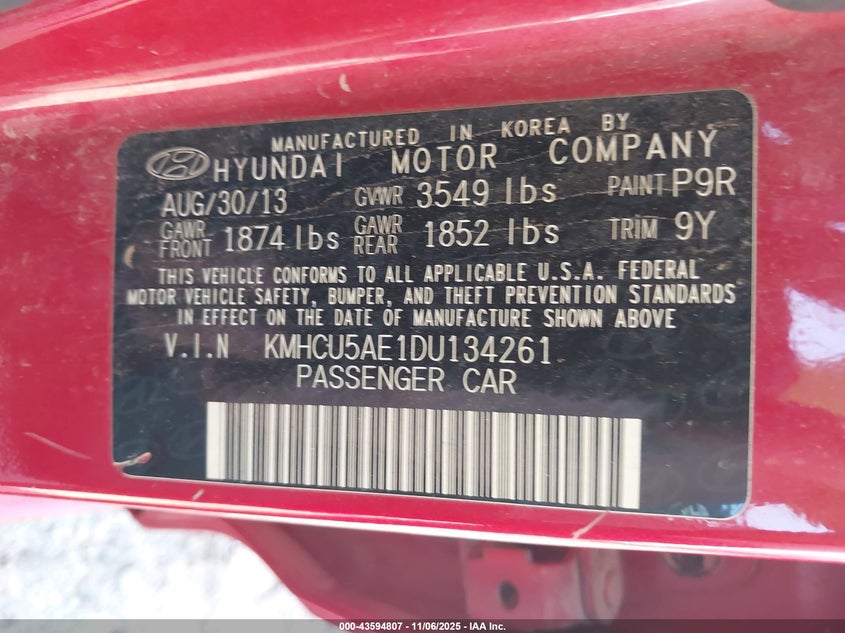 MANUFACTURED IN KOREA BY
HYUNDAI MOTOR COMPANY
AUG/30/13 GVWR 3549 lbs PAINT P9R
GAWR FRONT 1874 lbs GAWR REAR 1852 lbs TRIM 9Y
THIS VEHICLE CONFORMS TO ALL APPLICABLE U.S.A. FEDERAL
MOTOR VEHICLE SAFETY, BUMPER, AND THEFT PREVENTION STANDARDS
IN EFFECT ON THE DATE OF MANUFACTURE SHOWN ABOVE
V.I.N KMHCU5AE1DU134261
PASSENGER CAR
000-43594807 - 11/06/2025 - IAA Inc.